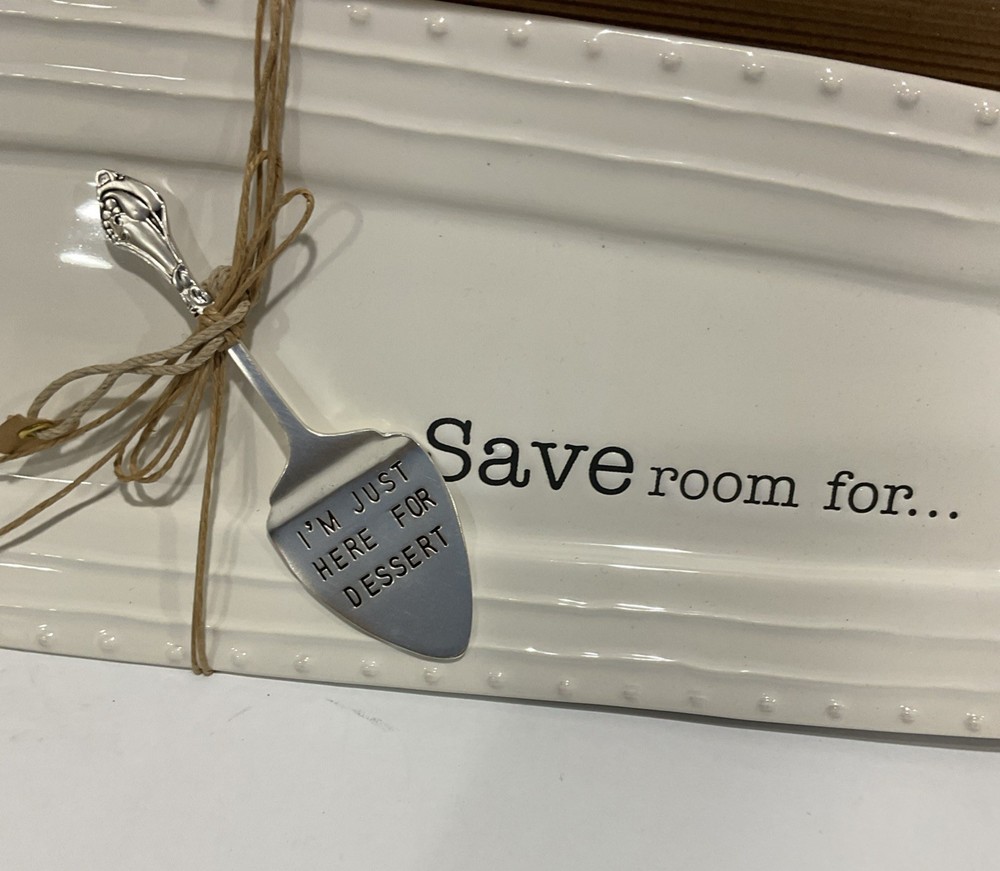 Save room for...
I'M JUST
HERE FOR
DESSERT